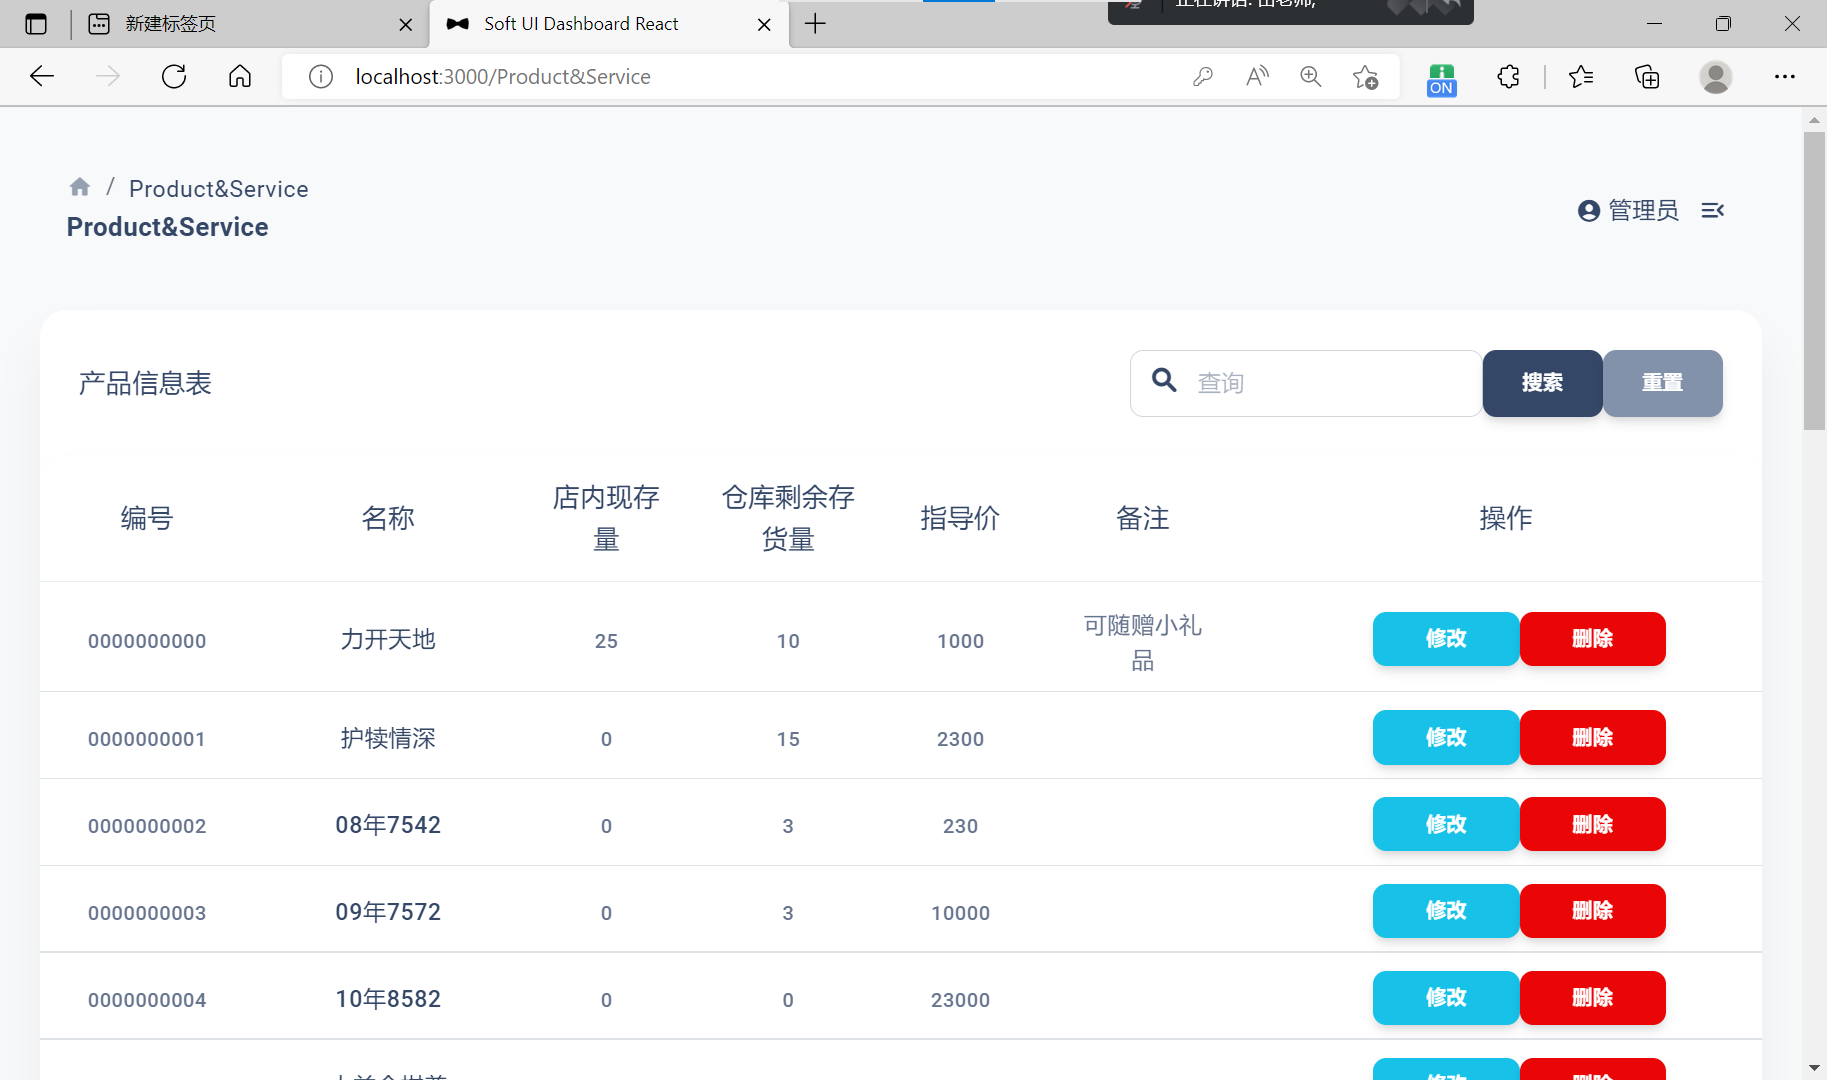 新建标签页
Soft UI Dashboard React
localhost:3000/Product&Service
ON
/ Product&Service
Product&Service
管理员
产品信息表
查询
搜索
重置
编号 名称 店内现存量 仓库剩余存货量 指导价 备注 操作
0000000000 力开天地 25 10 1000 可随赠小礼品 修改 删除
0000000001 护犊情深 0 15 2300 修改 删除
0000000002 08年7542 0 3 230 修改 删除
0000000003 09年7572 0 3 10000 修改 删除
0000000004 10年8582 0 0 23000 修改 删除
修改 删除